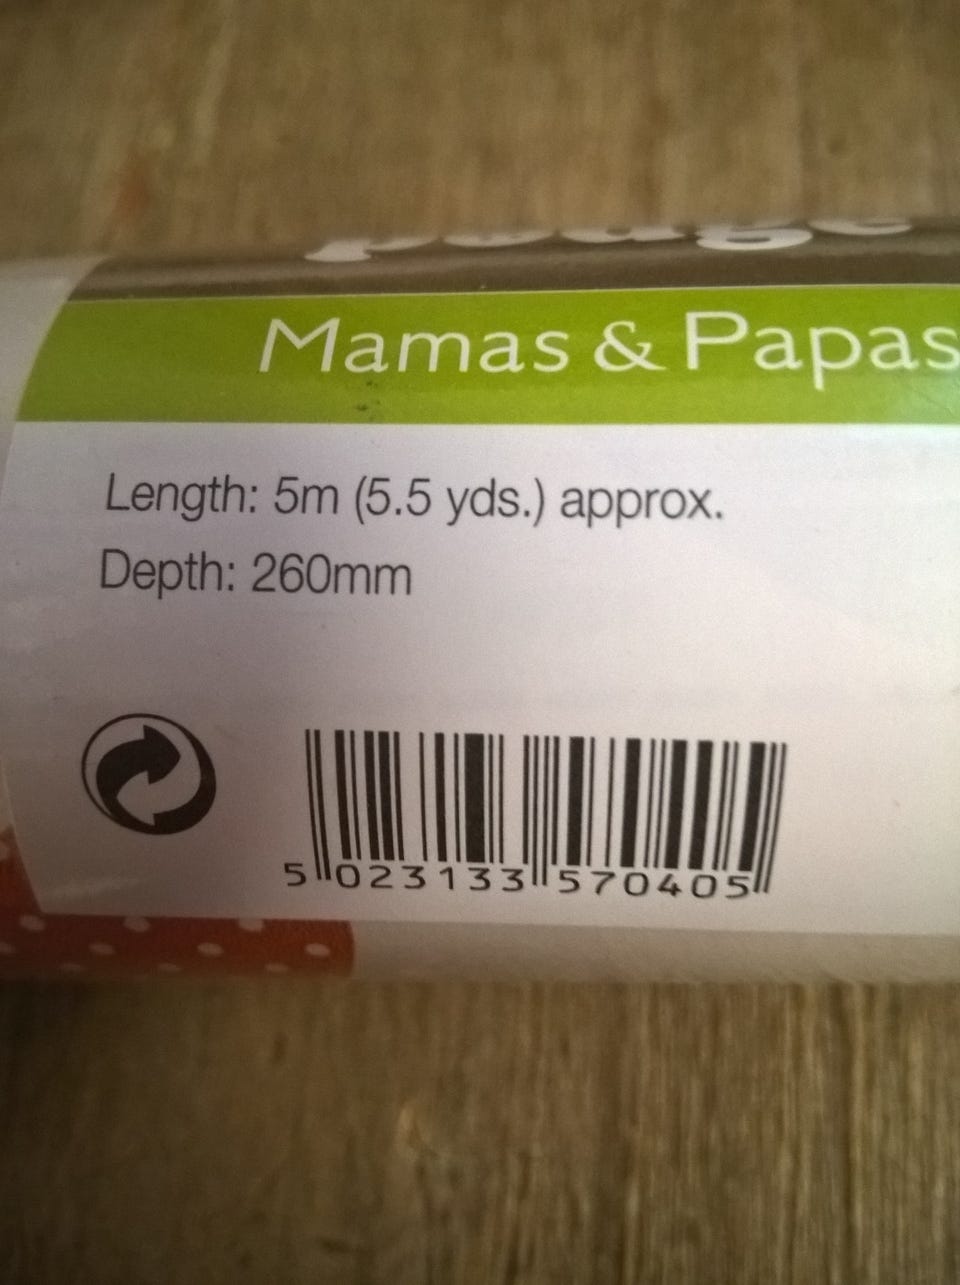 Mamas & Papas
Length: 5m (5.5 yds.) approx.
Depth: 260mm
5 023133 570405